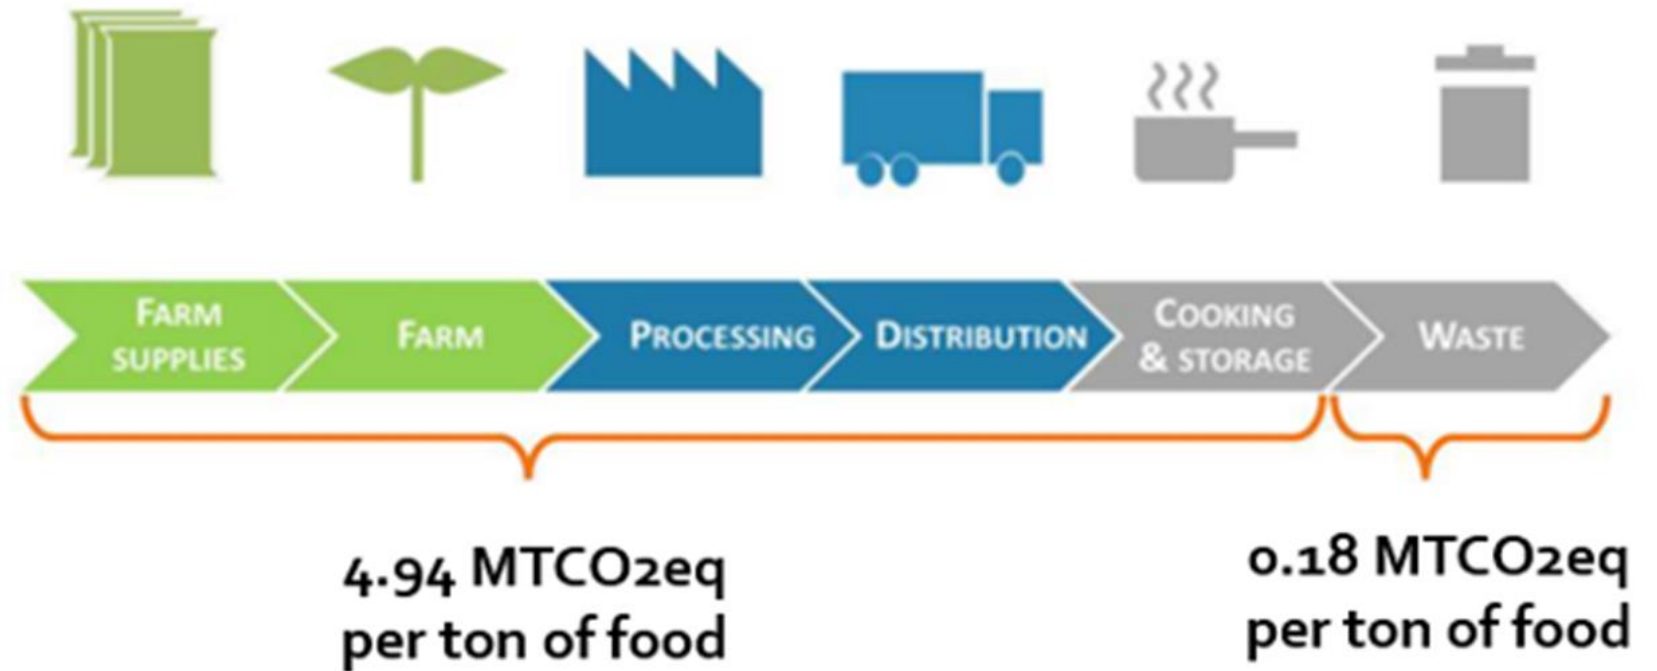 FARM
SUPPLIES
FARM
PROCESSING
DISTRIBUTION
COOKING
& STORAGE
WASTE
4.94 MTCO2eq
per ton of food
0.18 MTCO2eq
per ton of food